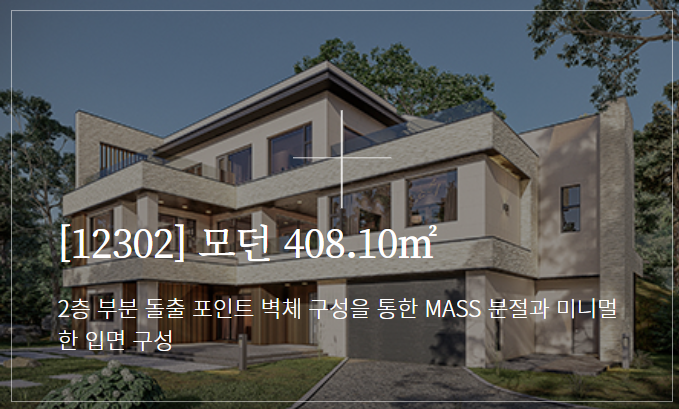 [12302] 모던 408.10㎡
2층 부분 돌출 포인트 벽체 구성을 통한 MASS 분절과 미니멀
한 입면 구성